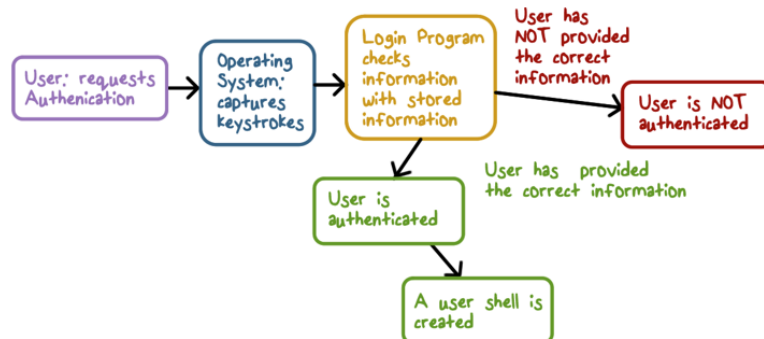 User: requests
Authenication
Operating
System:
captures
keystrokes
Login Program
checks
information
with stored
information
User has
NOT provided
the correct
information
User is NOT
authenticated
User has provided
the correct information
User is
authenticated
A user shell is
created